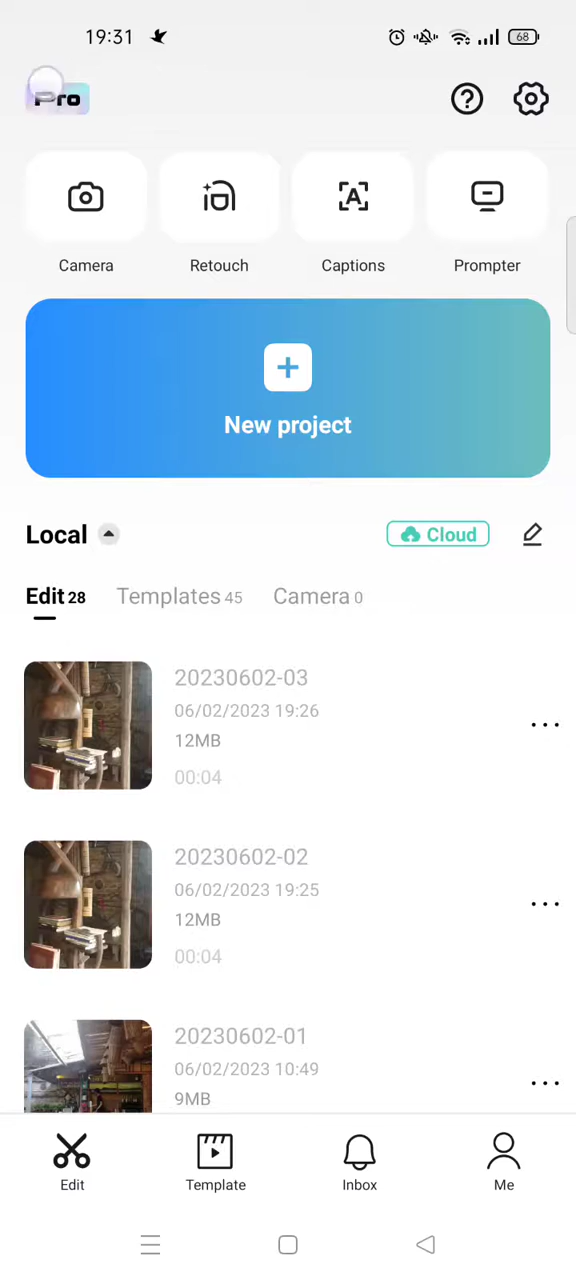 19:31
68
Pro
Camera
Retouch
Captions
Prompter
New project
Local
Cloud
Edit 28
Templates 45
Camera 0
20230602-03
06/02/2023 19:26
12MB
00:04
20230602-02
06/02/2023 19:25
12MB
00:04
20230602-01
06/02/2023 10:49
9MB
Edit
Template
Inbox
Me